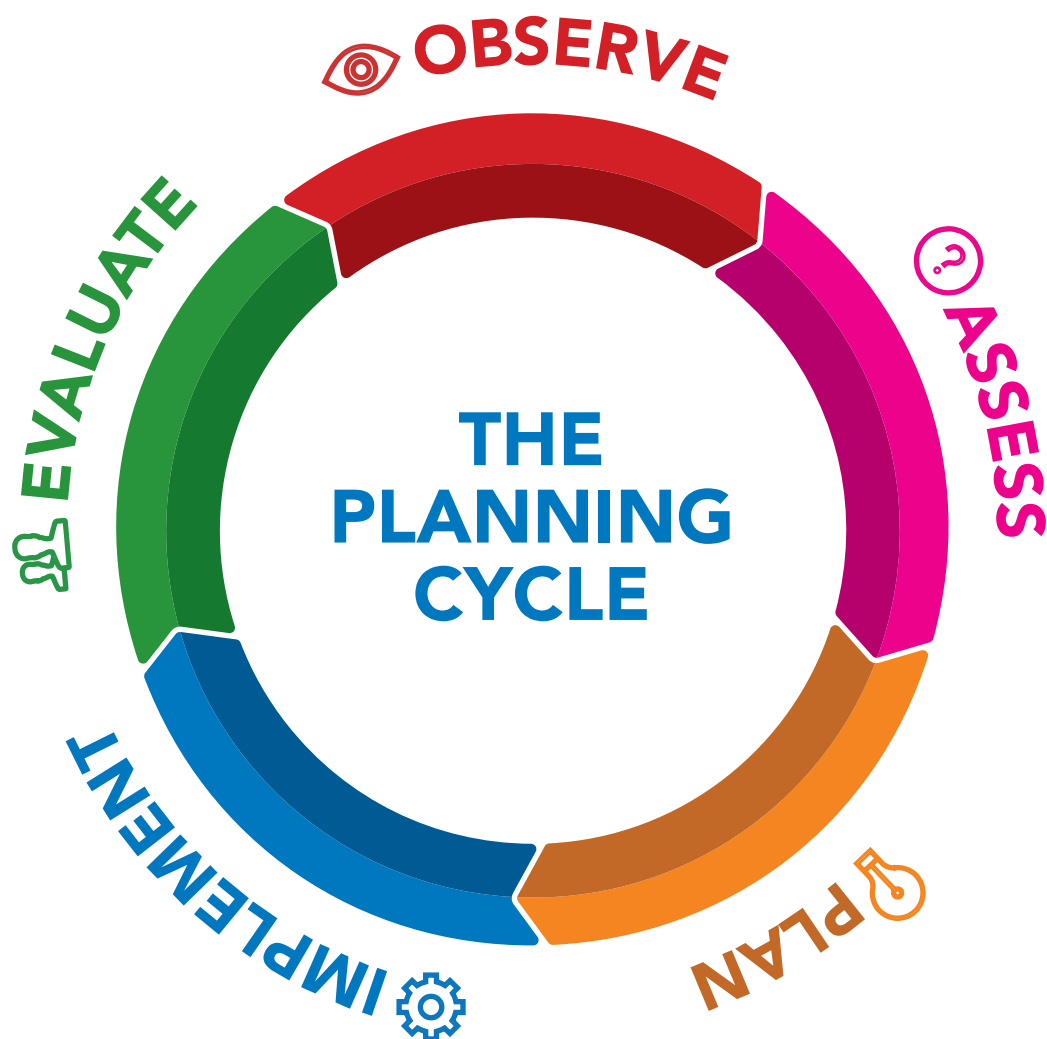 OBSERVE
ASSESS
PLAN
IMPLEMENT
EVALUATE
THE
PLANNING
CYCLE